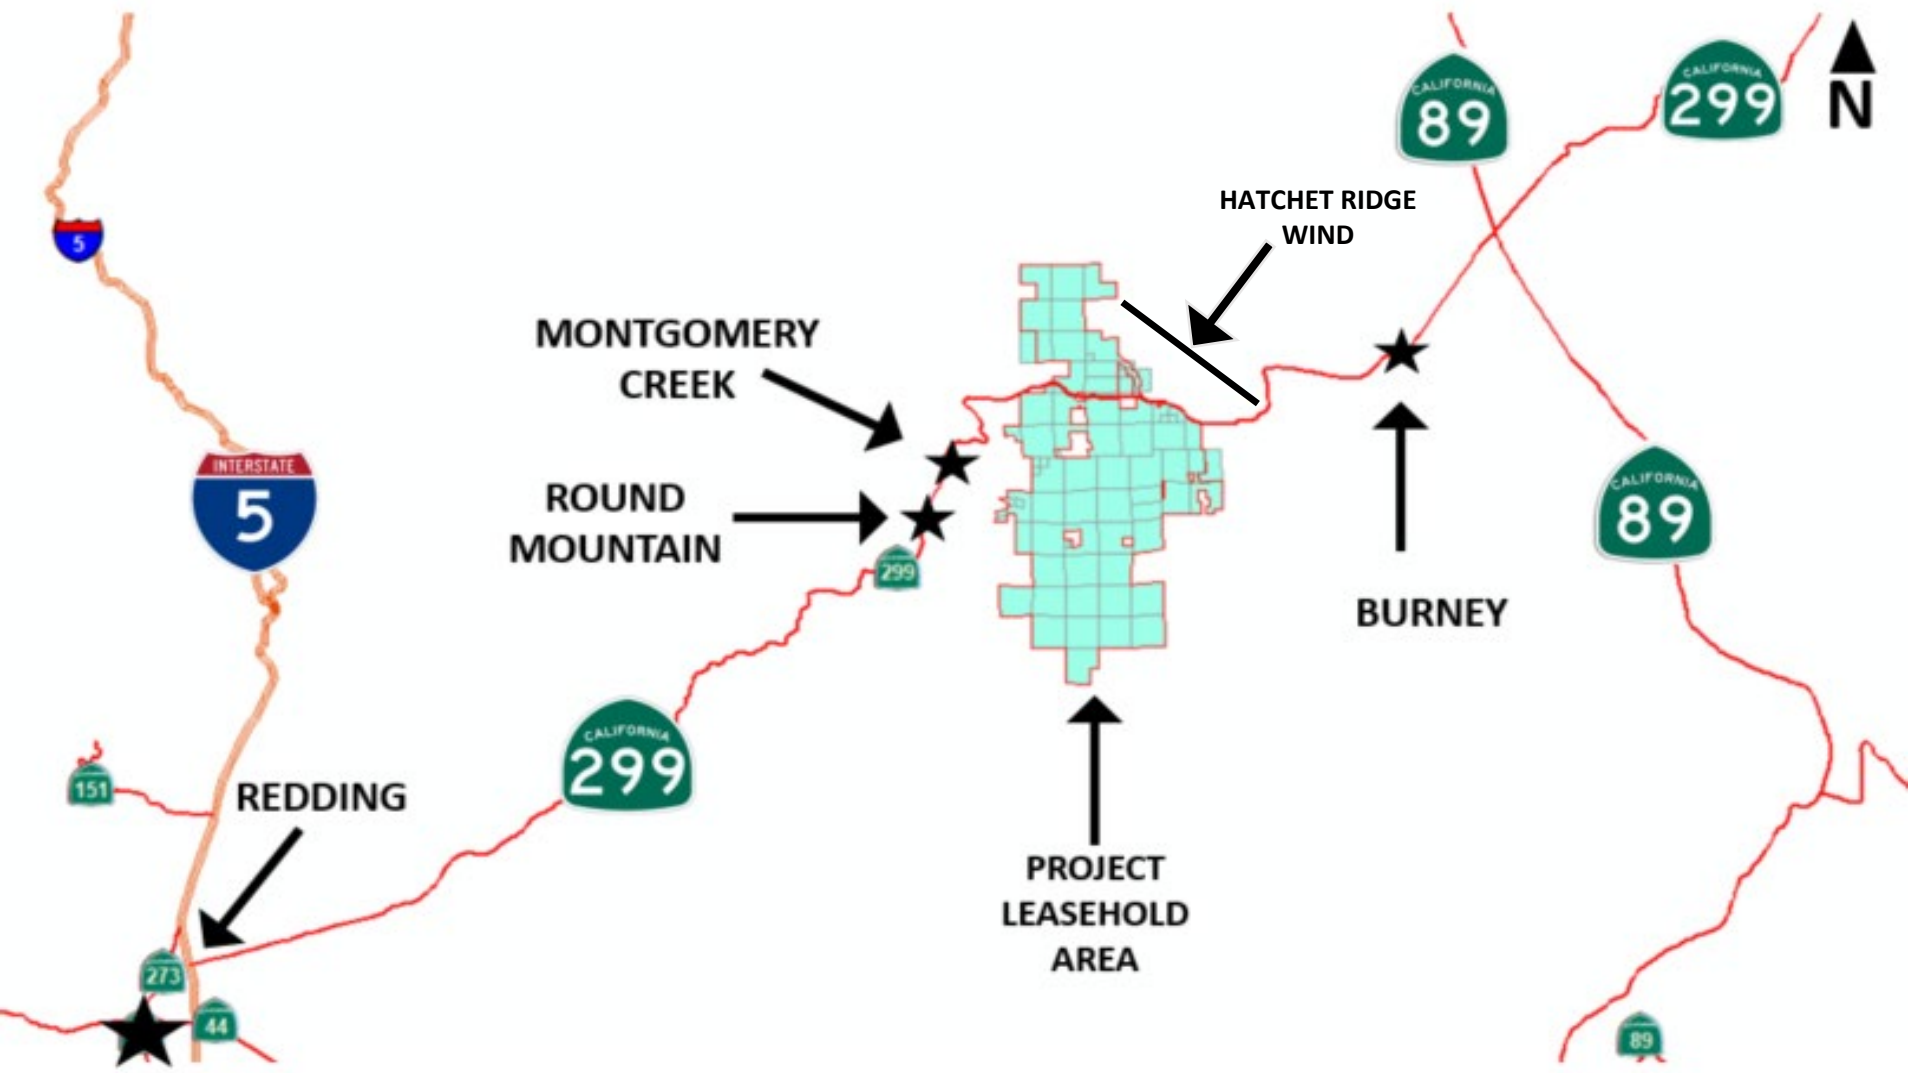 CALIFORNIA
89
CALIFORNIA
299
N
HATCHET RIDGE
WIND
5
MONTGOMERY
CREEK
INTERSTATE
5
ROUND
MOUNTAIN
299
CALIFORNIA
89
BURNEY
CALIFORNIA
299
151
REDDING
PROJECT
LEASEHOLD
AREA
273
44
89